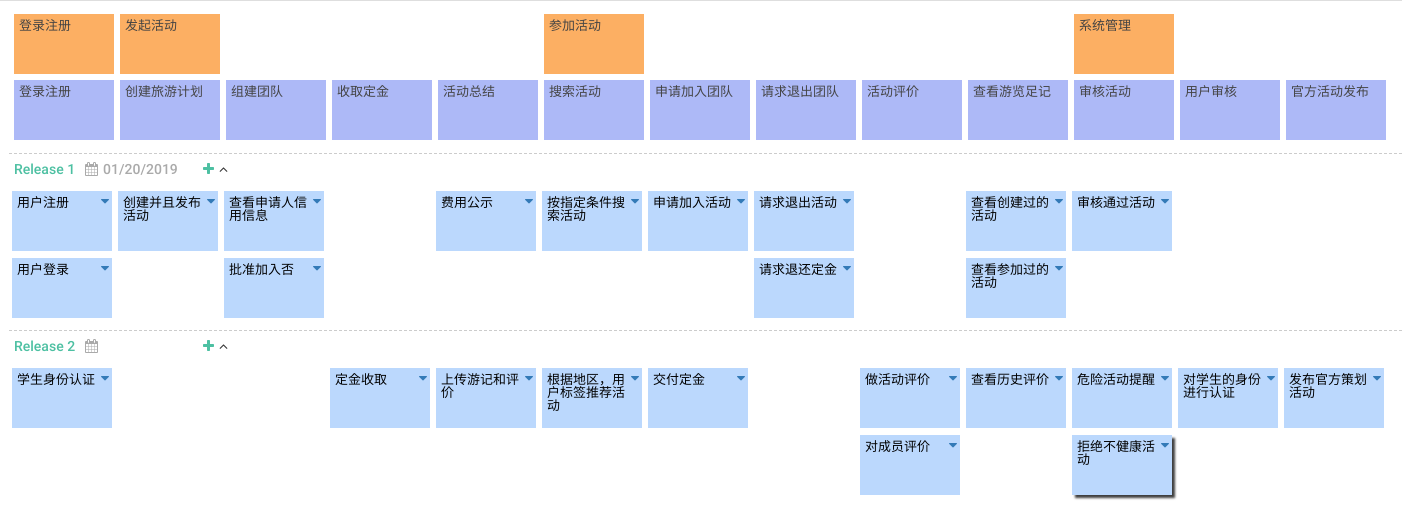 登录注册
发起活动
参加活动
系统管理
登录注册
创建旅游计划
组建团队
收取定金
活动总结
搜索活动
申请加入团队
请求退出团队
活动评价
查看游览足记
审核活动
用户审核
官方活动发布
Release 1
01/20/2019
用户注册
创建并且发布
活动
查看申请人信
用信息
费用公示
按指定条件搜
索活动
申请加入活动
请求退出活动
查看创建过的
活动
审核通过活动
用户登录
批准加入否
请求退还定金
查看参加过的
活动
Release 2
学生身份认证
定金收取
上传游记和评
价
根据地区，用
户标签推荐活
动
交付定金
做活动评价
查看历史评价
危险活动提醒
对学生的身份
进行认证
发布官方策划
活动
对成员评价
拒绝不健康活
动